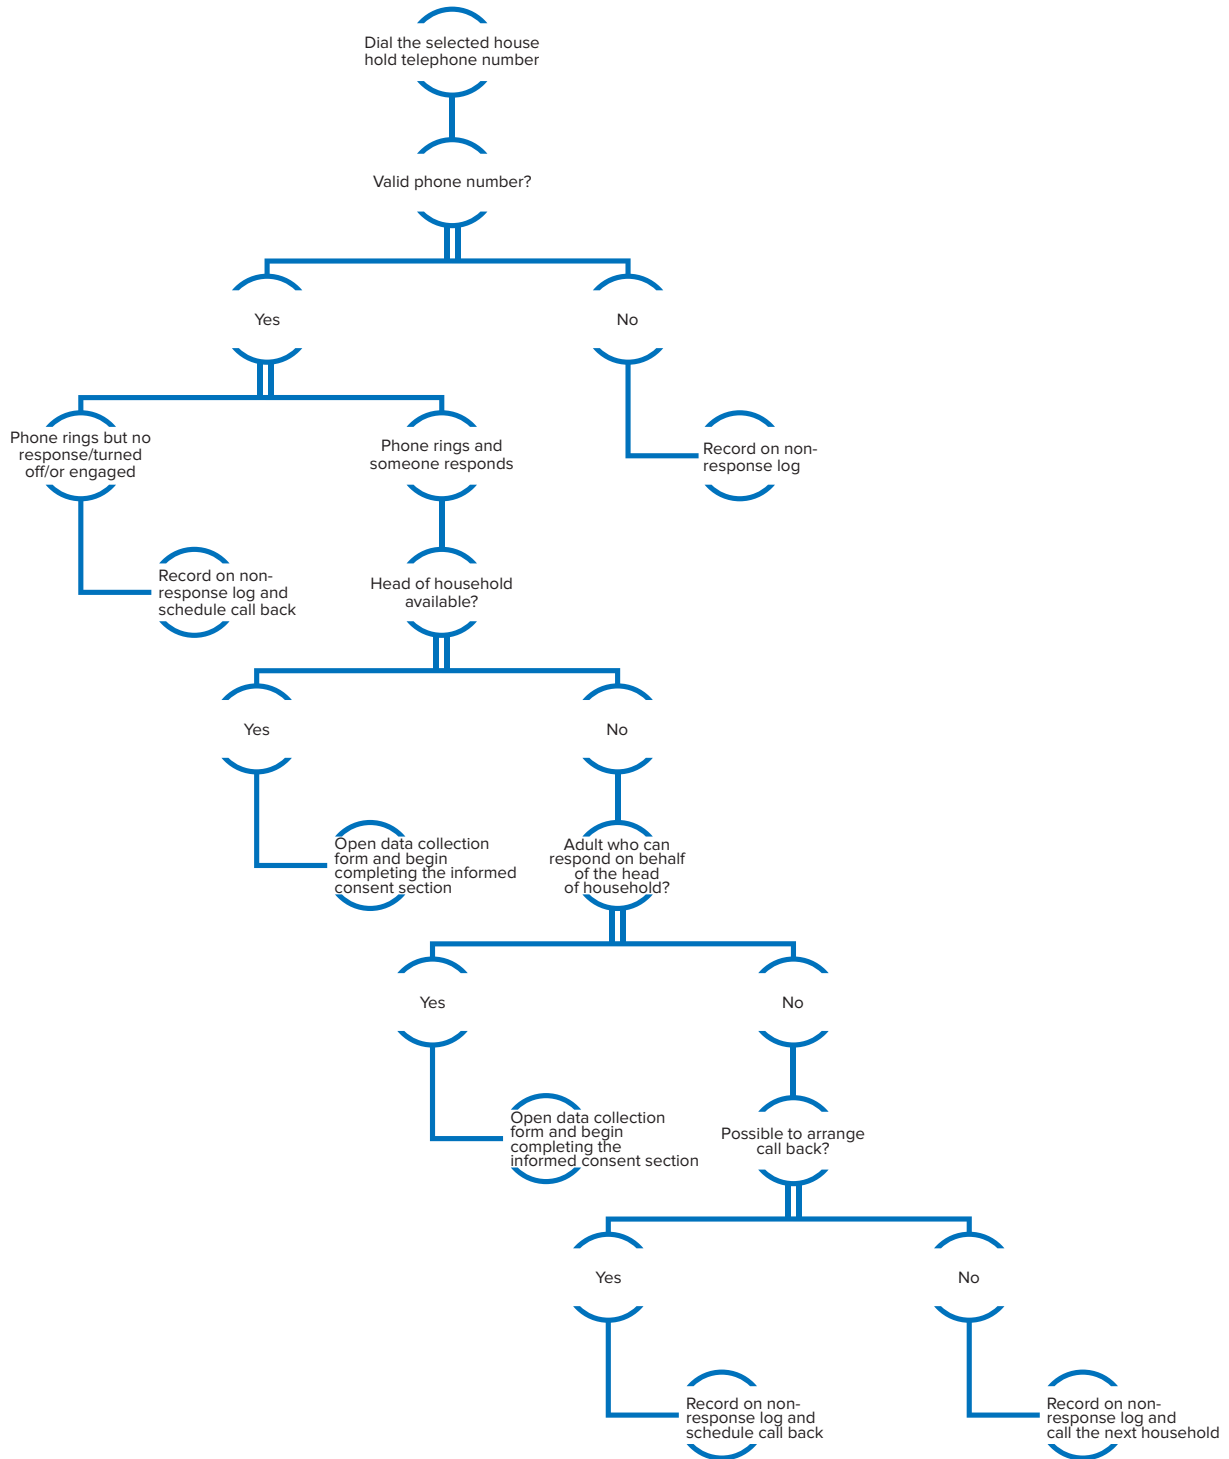 Dial the selected house
hold telephone number
Valid phone number?
Yes
No
Phone rings but no
response/turned
off/or engaged
Phone rings and
someone responds
Record on non-
response log
Record on non-
response log and
schedule call back
Head of household
available?
Yes
No
Open data collection
form and begin
completing the informed
consent section
Adult who can
respond on behalf
of the head
of household?
Yes
No
Open data collection
form and begin
completing the
informed consent section
Possible to arrange
call back?
Yes
No
Record on non-
response log and
schedule call back
Record on non-
response log and
call the next household